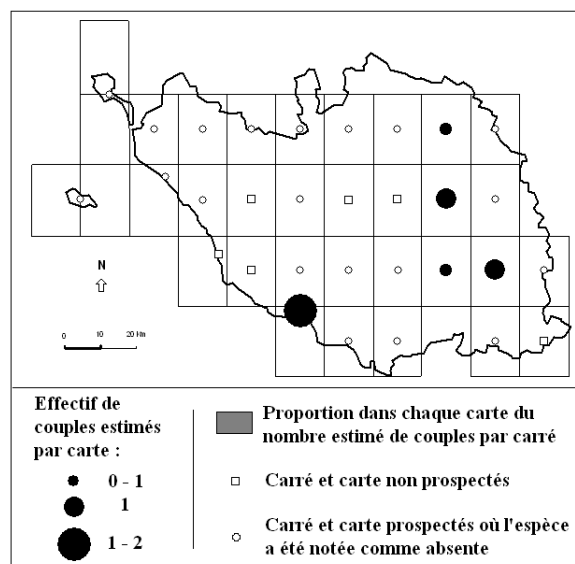 N
0 10 20 Km
Effectif de
couples estimés
par carte :
0 - 1
1
1 - 2
Proportion dans chaque carte du
nombre estimé de couples par carré
Carré et carte non prospectés
Carré et carte prospectés où l'espèce
a été notée comme absente